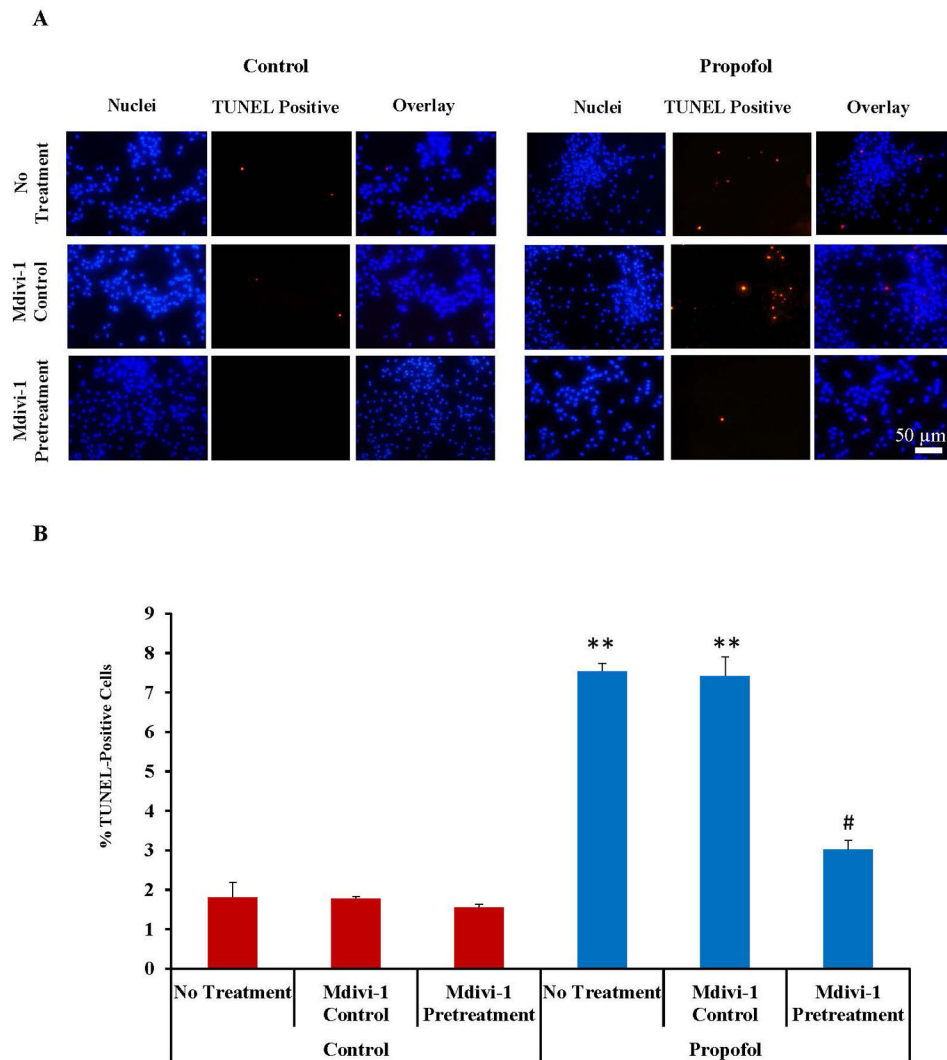 A
Control
Propofol
Nuclei TUNEL Positive Overlay
Nuclei TUNEL Positive Overlay
No
Treatment
Mdivi-1
Control
Mdivi-1
Pretreatment
50 µm
B
% TUNEL-Positive Cells
9
8
7
6
5
4
3
2
1
0
**
**
#
No Treatment
Mdivi-1
Control
Mdivi-1
Pretreatment
No Treatment
Mdivi-1
Control
Mdivi-1
Pretreatment
Control
Propofol